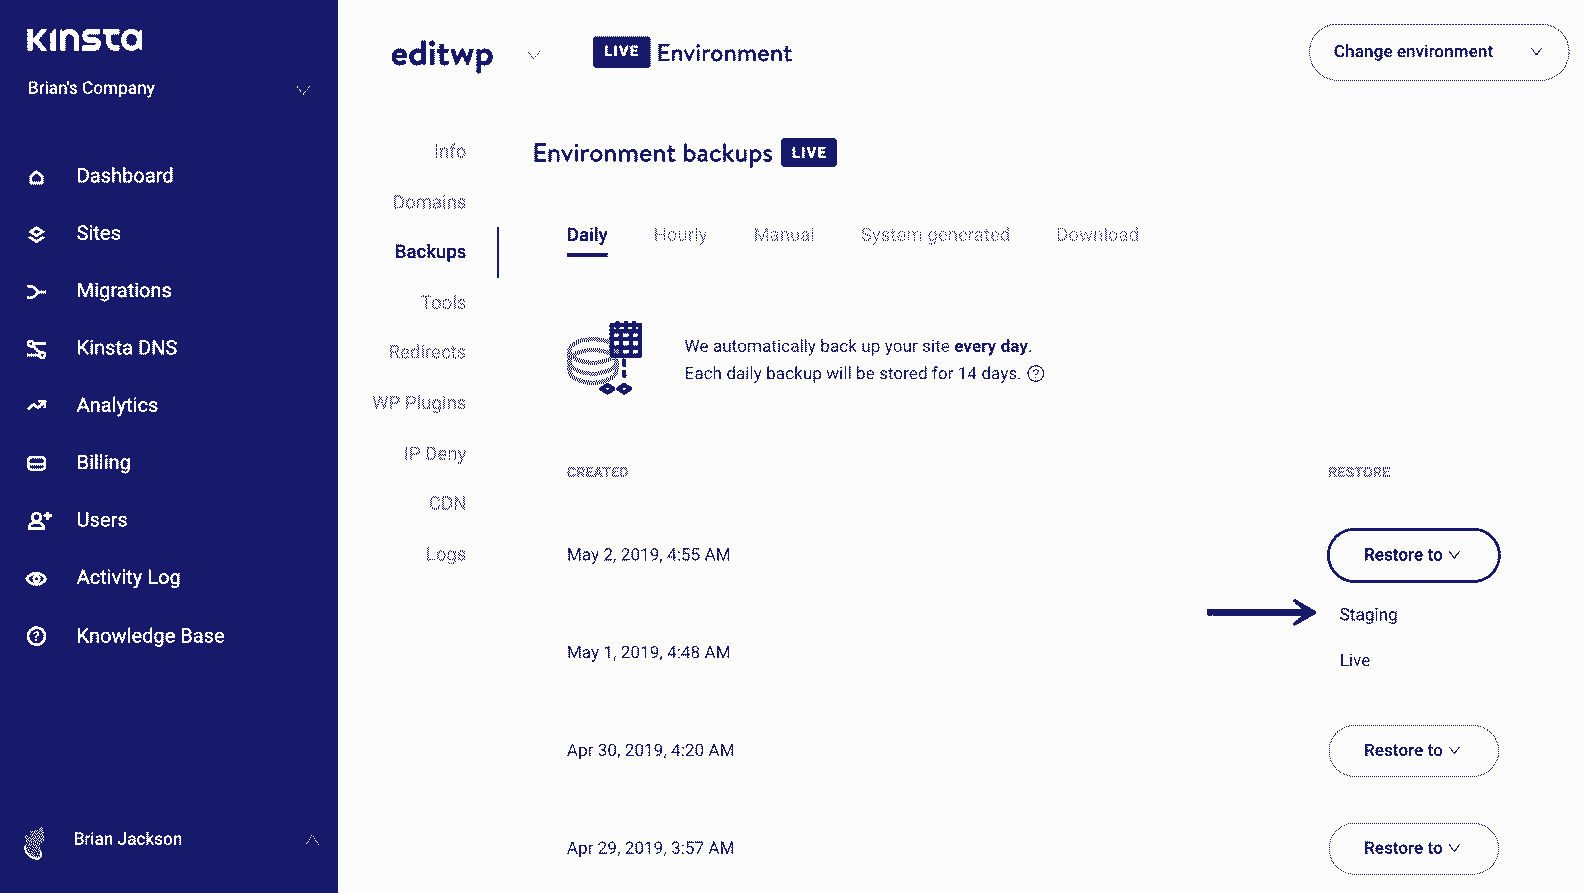 Kinsta
Brian's Company
Dashboard
Sites
Migrations
Kinsta DNS
Analytics
Billing
Users
Activity Log
Knowledge Base
Brian Jackson
editwp
LIVE Environment
Change environment
Info
Domains
Backups
Tools
Redirects
WP Plugins
IP Deny
CDN
Logs
Environment backups LIVE
Daily Hourly Manual System generated Download
We automatically back up your site every day.
Each daily backup will be stored for 14 days. ?
CREATED RESTORE
May 2, 2019, 4:55 AM Restore to
Staging
May 1, 2019, 4:48 AM
Live
Apr 30, 2019, 4:20 AM Restore to
Apr 29, 2019, 3:57 AM Restore to